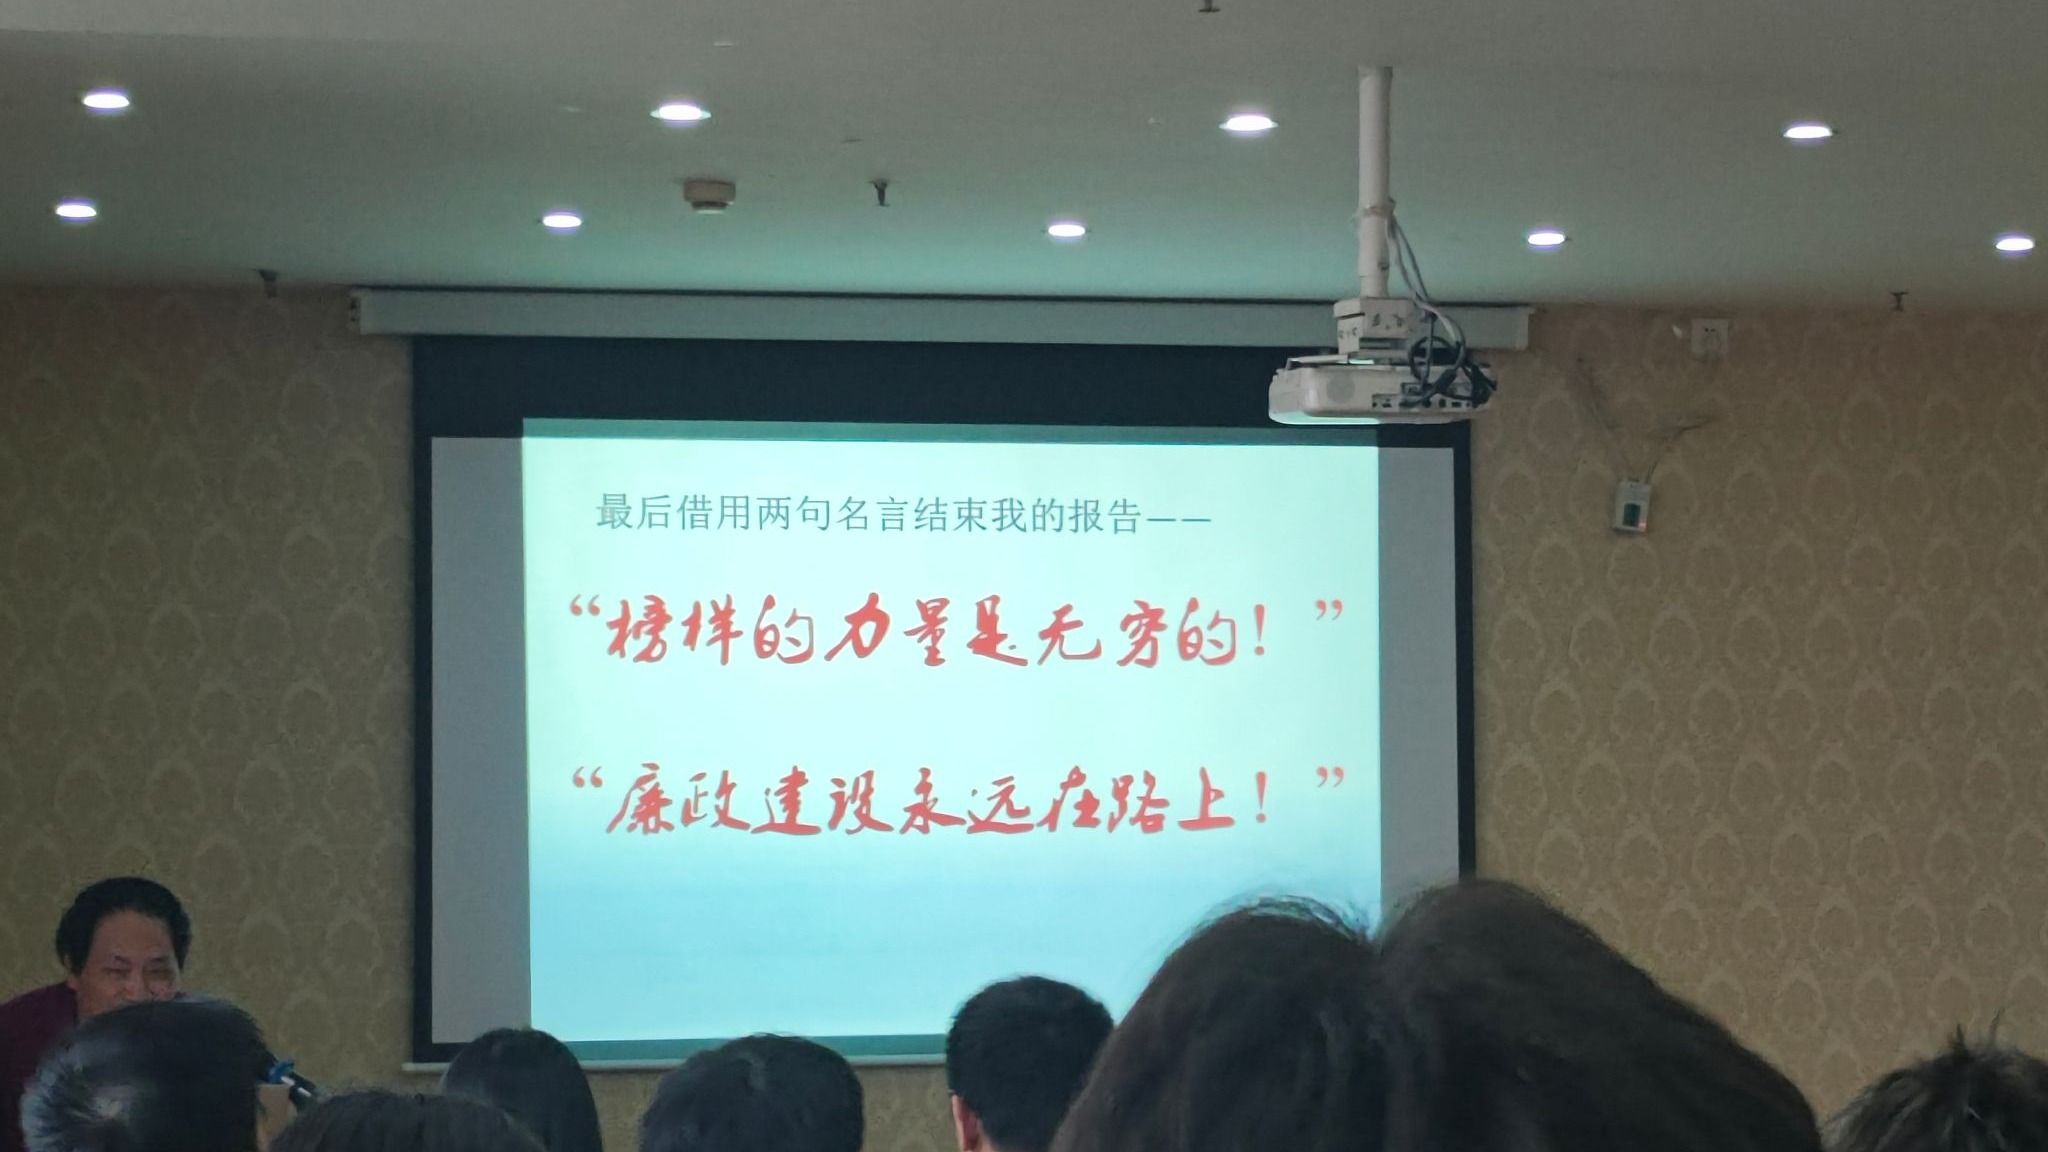 最后借用两句名言结束我的报告——
“榜样的力量是无穷的！”
“廉政建设永远在路上！”